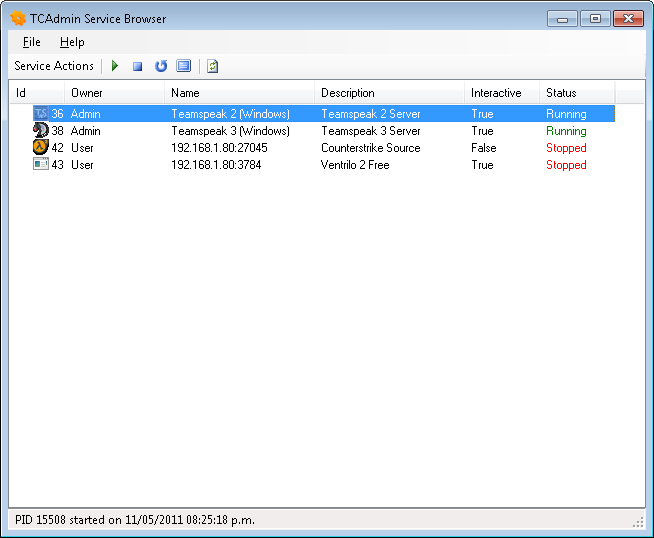 TCAdmin Service Browser
File Help
Service Actions
Id Owner Name Description Interactive Status
TS 36 Admin Teamspeak 2 (Windows) Teamspeak 2 Server True Running
38 Admin Teamspeak 3 (Windows) Teamspeak 3 Server True Running
42 User 192.168.1.80:27045 Counterstrike Source False Stopped
43 User 192.168.1.80:3784 Ventrilo 2 Free True Stopped
PID 15508 started on 11/05/2011 08:25:18 p.m.